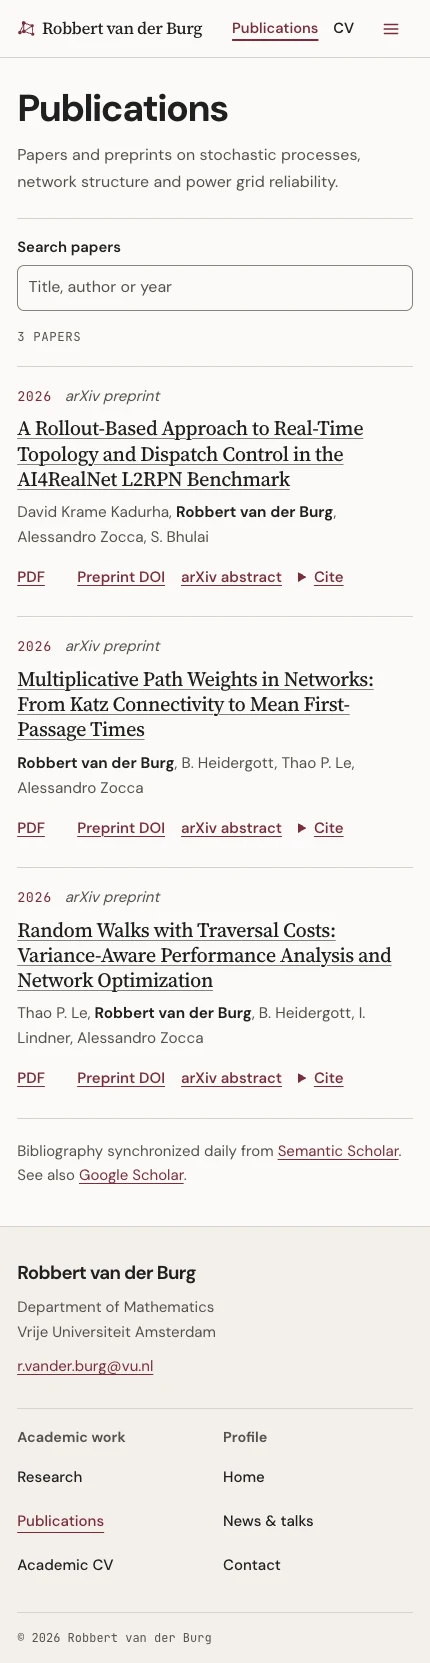 Robbert van der Burg Publications CV
Publications
Papers and preprints on stochastic processes,
network structure and power grid reliability.
Search papers
Title, author or year
3 PAPERS
2026 arXiv preprint
A Rollout-Based Approach to Real-Time
Topology and Dispatch Control in the
AI4RealNet L2RPN Benchmark
David Krame Kadurha, Robbert van der Burg,
Alessandro Zocca, S. Bhulai
PDF Preprint DOI arXiv abstract ▶ Cite
2026 arXiv preprint
Multiplicative Path Weights in Networks:
From Katz Connectivity to Mean First-
Passage Times
Robbert van der Burg, B. Heidergott, Thao P. Le,
Alessandro Zocca
PDF Preprint DOI arXiv abstract ▶ Cite
2026 arXiv preprint
Random Walks with Traversal Costs:
Variance-Aware Performance Analysis and
Network Optimization
Thao P. Le, Robbert van der Burg, B. Heidergott, I.
Lindner, Alessandro Zocca
PDF Preprint DOI arXiv abstract ▶ Cite
Bibliography synchronized daily from Semantic Scholar.
See also Google Scholar.
Robbert van der Burg
Department of Mathematics
Vrije Universiteit Amsterdam
r.vander.burg@vu.nl
Academic work Profile
Research Home
Publications News & talks
Academic CV Contact
© 2026 Robbert van der Burg